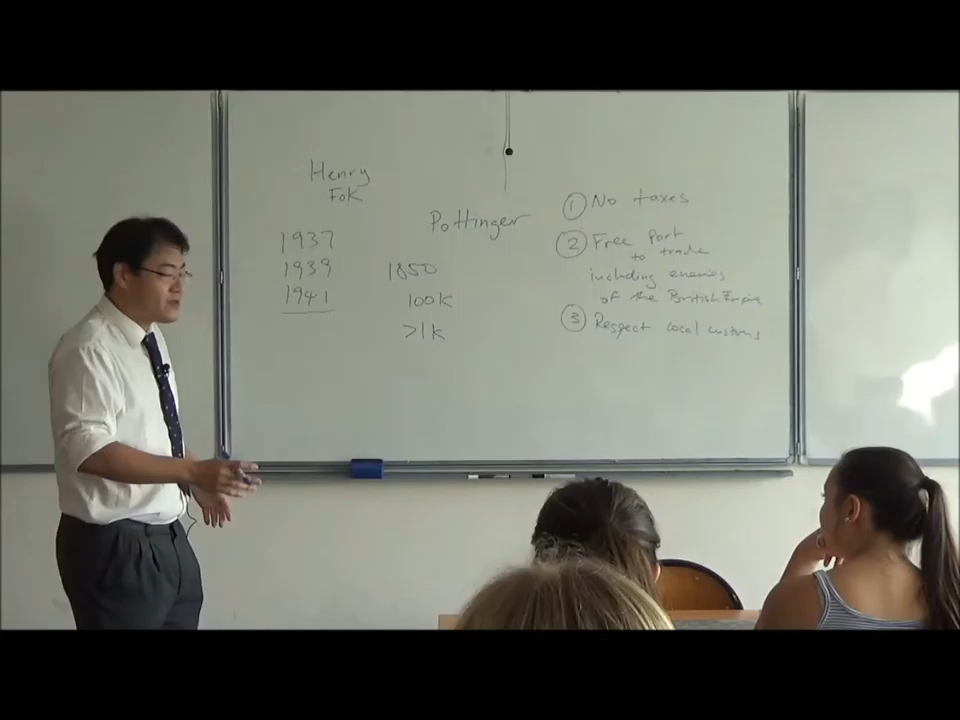 Henry
Fok
1937
1939
1941
Pottinger
1850
100K
>1K
① No taxes
② Free Port
to trade
including enemies
of the British Empire
③ Respect local customs